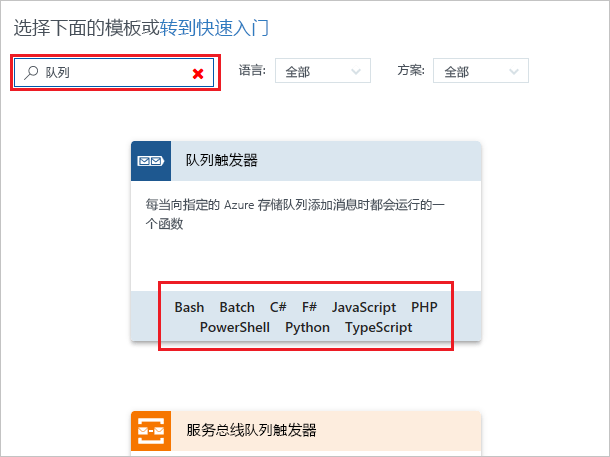 选择下面的模板或转到快速入门
队列
语言: 全部 方案: 全部
队列触发器
每当向指定的 Azure 存储队列添加消息时都会运行的一
个函数
Bash Batch C# F# JavaScript PHP
PowerShell Python TypeScript
服务总线队列触发器